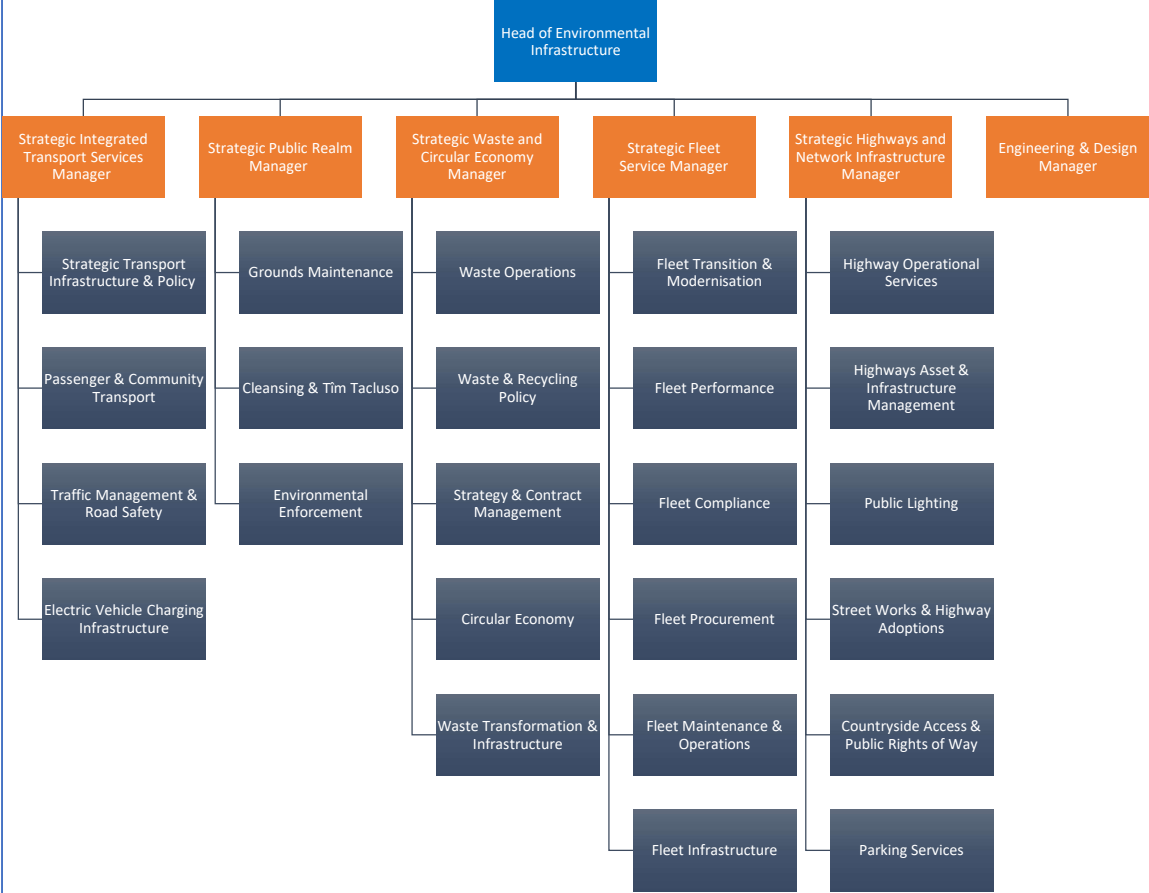 Head of Environmental
Infrastructure
Strategic Integrated
Transport Services
Manager
Strategic Public Realm
Manager
Strategic Waste and
Circular Economy
Manager
Strategic Fleet
Service Manager
Strategic Highways and
Network Infrastructure
Manager
Engineering & Design
Manager
Strategic Transport
Infrastructure & Policy
Passenger & Community
Transport
Traffic Management &
Road Safety
Electric Vehicle Charging
Infrastructure
Grounds Maintenance
Cleansing & Tîm Tacluso
Environmental
Enforcement
Waste Operations
Waste & Recycling
Policy
Strategy & Contract
Management
Circular Economy
Waste Transformation &
Infrastructure
Fleet Transition &
Modernisation
Fleet Performance
Fleet Compliance
Fleet Procurement
Fleet Maintenance &
Operations
Fleet Infrastructure
Highway Operational
Services
Highways Asset &
Infrastructure
Management
Public Lighting
Street Works & Highway
Adoptions
Countryside Access &
Public Rights of Way
Parking Services